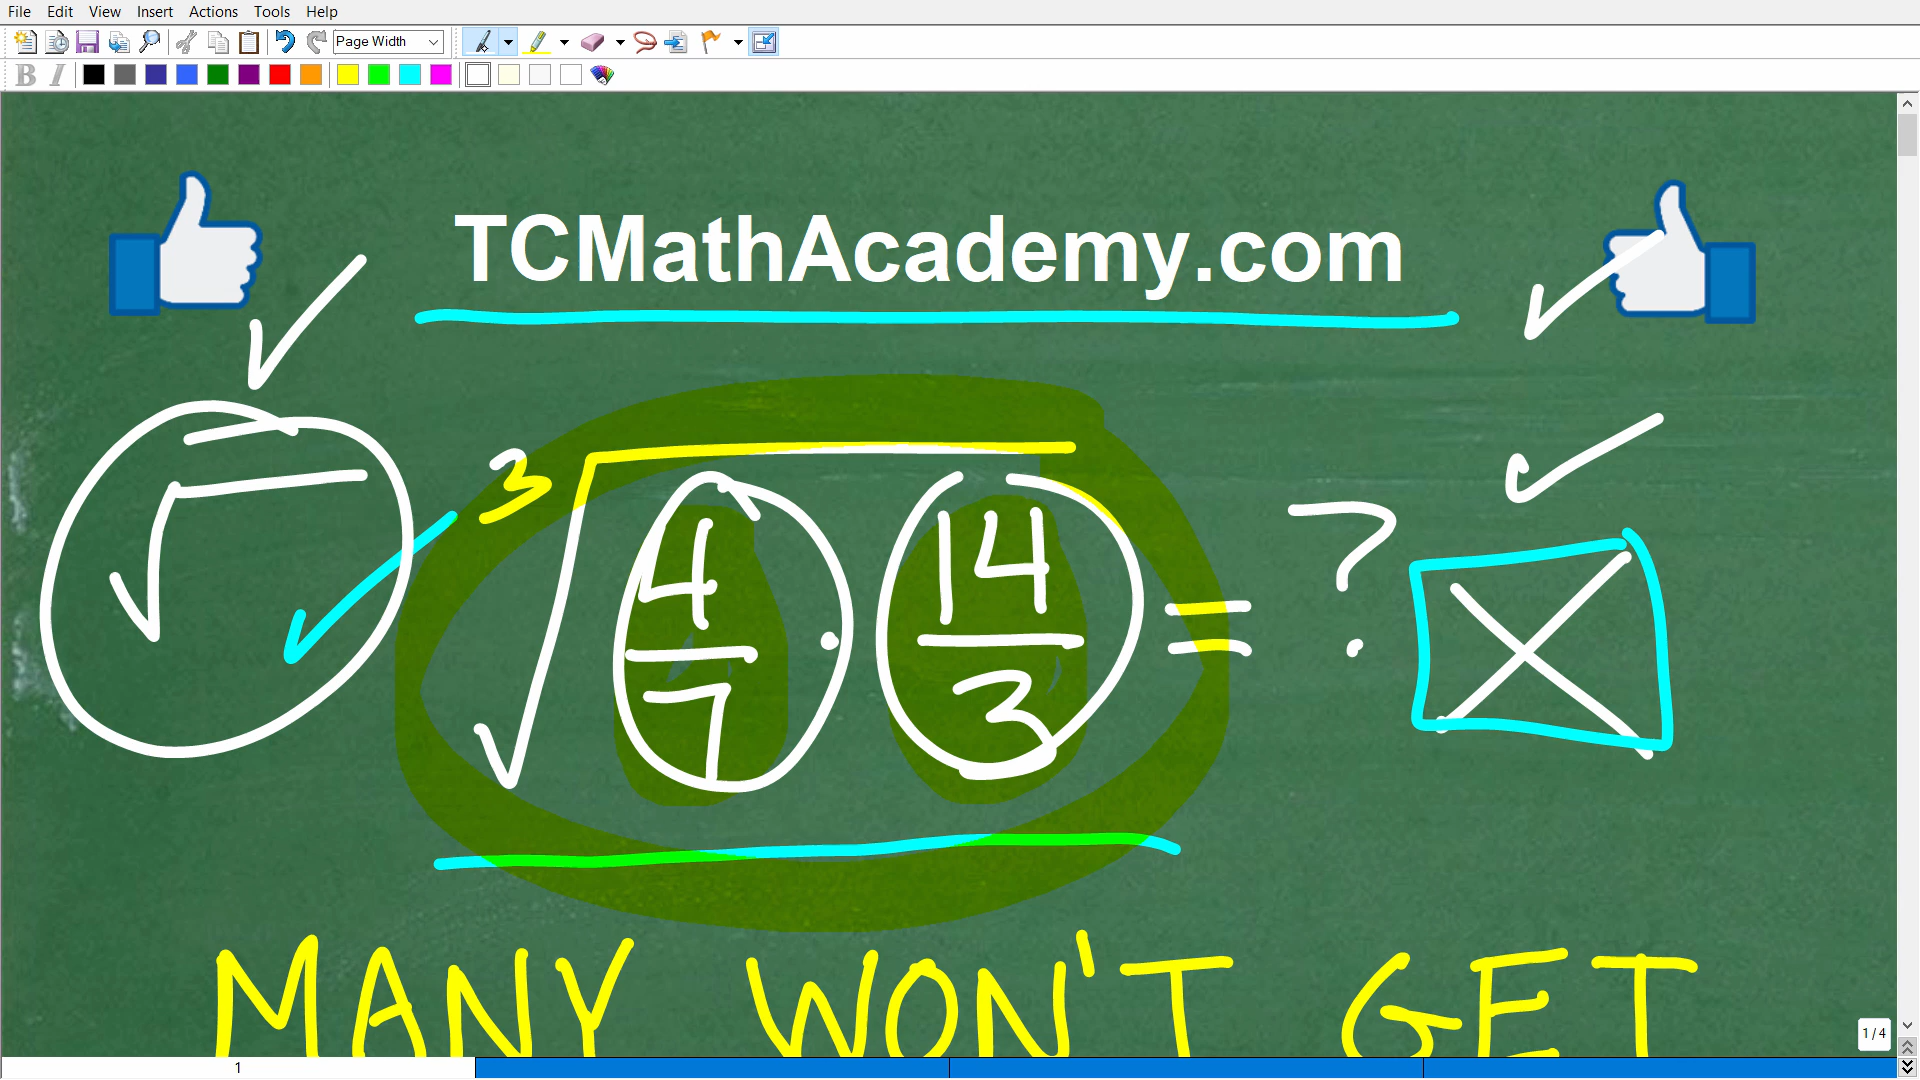 File Edit View Insert Actions Tools Help
Page Width
B I
TCMathAcademy.com
√
∛(4/7 · 14/3) = ?
MANY WON'T GET
1 / 4
1